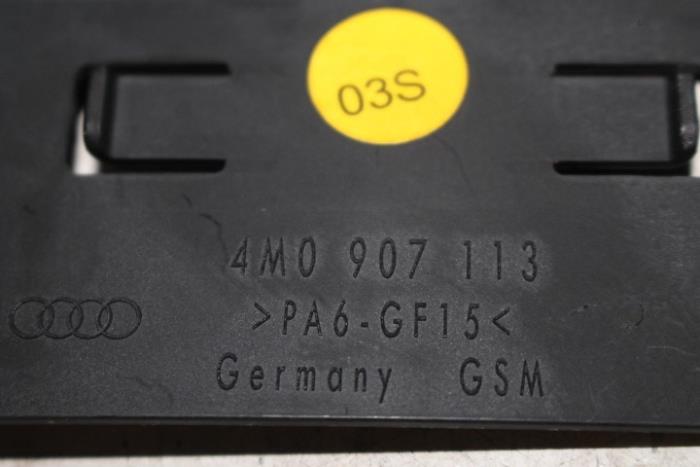 03S
4M0 907 113
>PA6-GF15<
Germany GSM